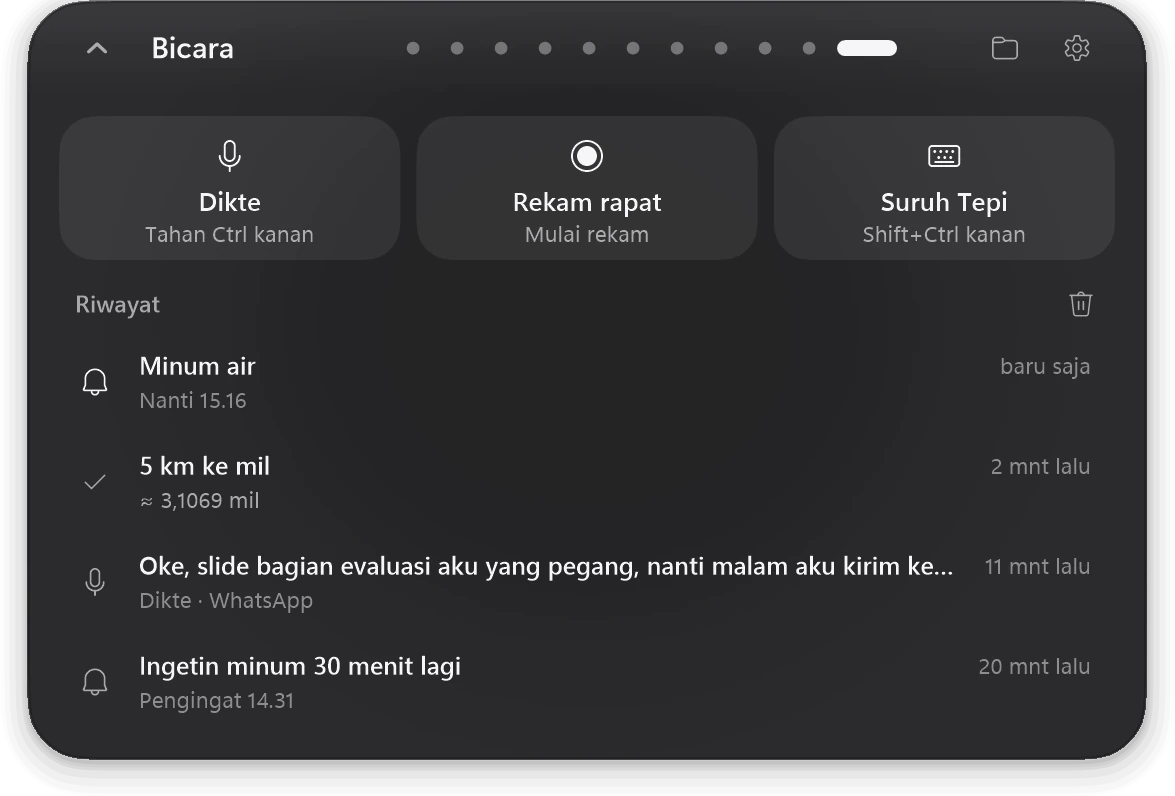 Bicara
Dikte
Tahan Ctrl kanan
Rekam rapat
Mulai rekam
Suruh Tepi
Shift+Ctrl kanan
Riwayat
Minum air
baru saja
Nanti 15.16
5 km ke mil
2 mnt lalu
≈ 3,1069 mil
Oke, slide bagian evaluasi aku yang pegang, nanti malam aku kirim ke...
11 mnt lalu
Dikte · WhatsApp
Ingetin minum 30 menit lagi
20 mnt lalu
Pengingat 14.31